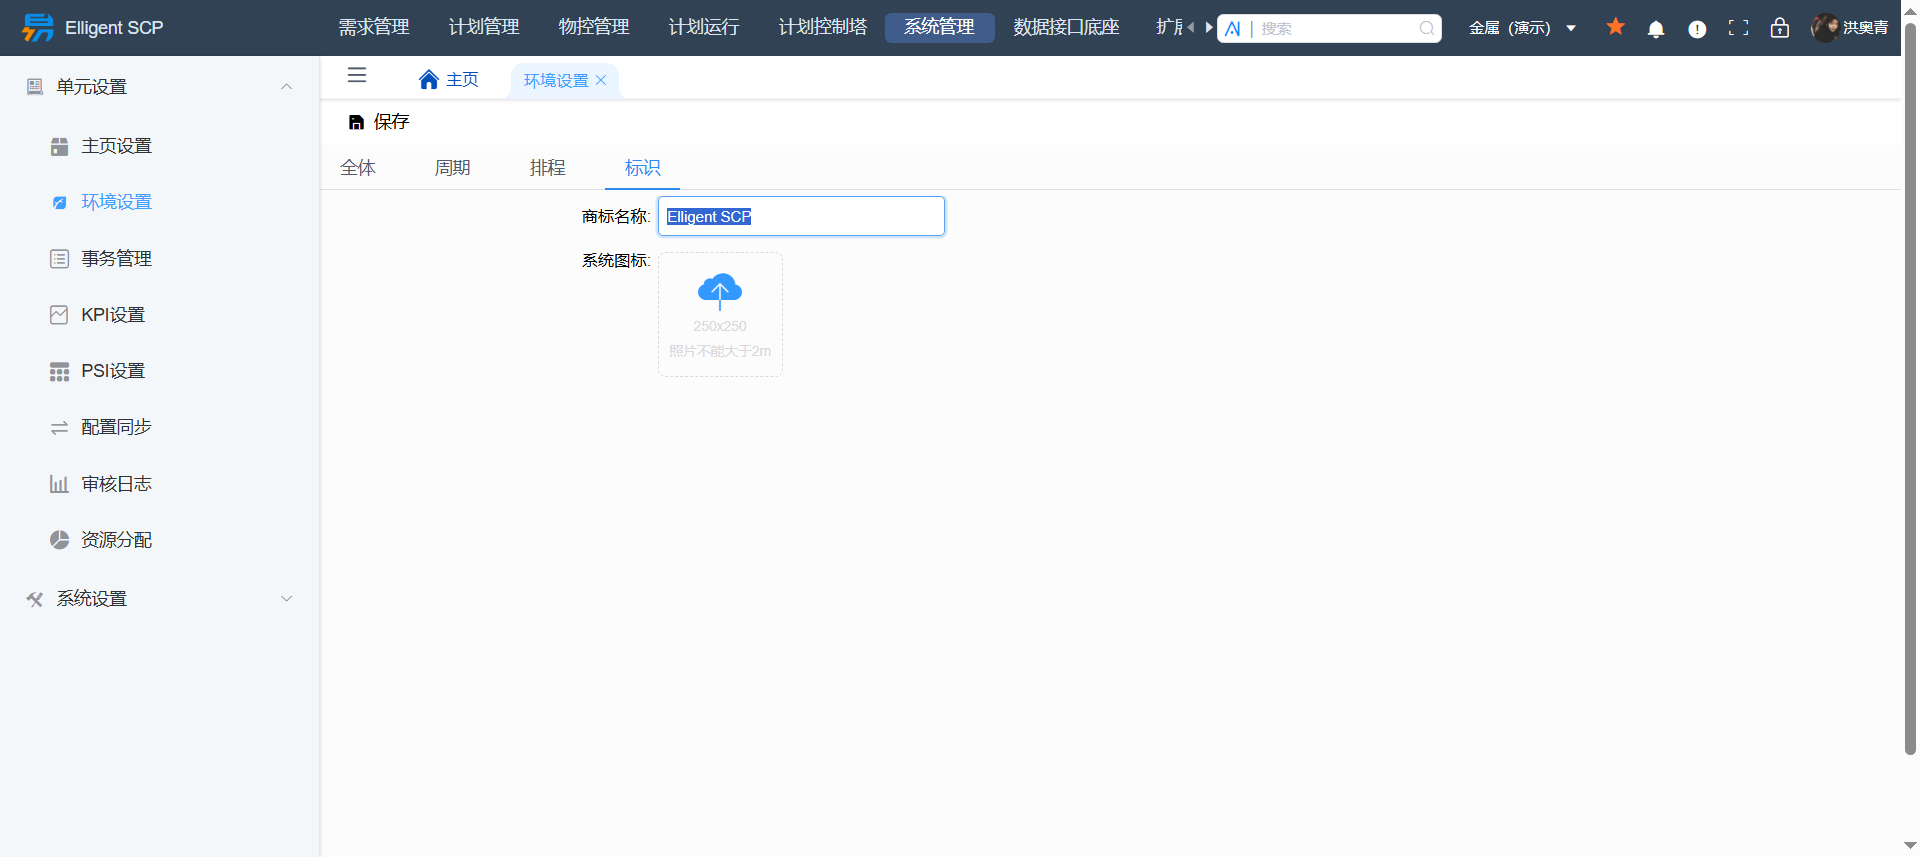 Elligent SCP
需求管理
计划管理
物控管理
计划运行
计划控制塔
系统管理
数据接口底座
搜索
金属（演示）
洪奥青
单元设置
主页设置
环境设置
事务管理
KPI设置
PSI设置
配置同步
审核日志
资源分配
系统设置
主页
环境设置
保存
全体
周期
排程
标识
商标名称:
Elligent SCP
系统图标:
250x250
照片不能大于2m